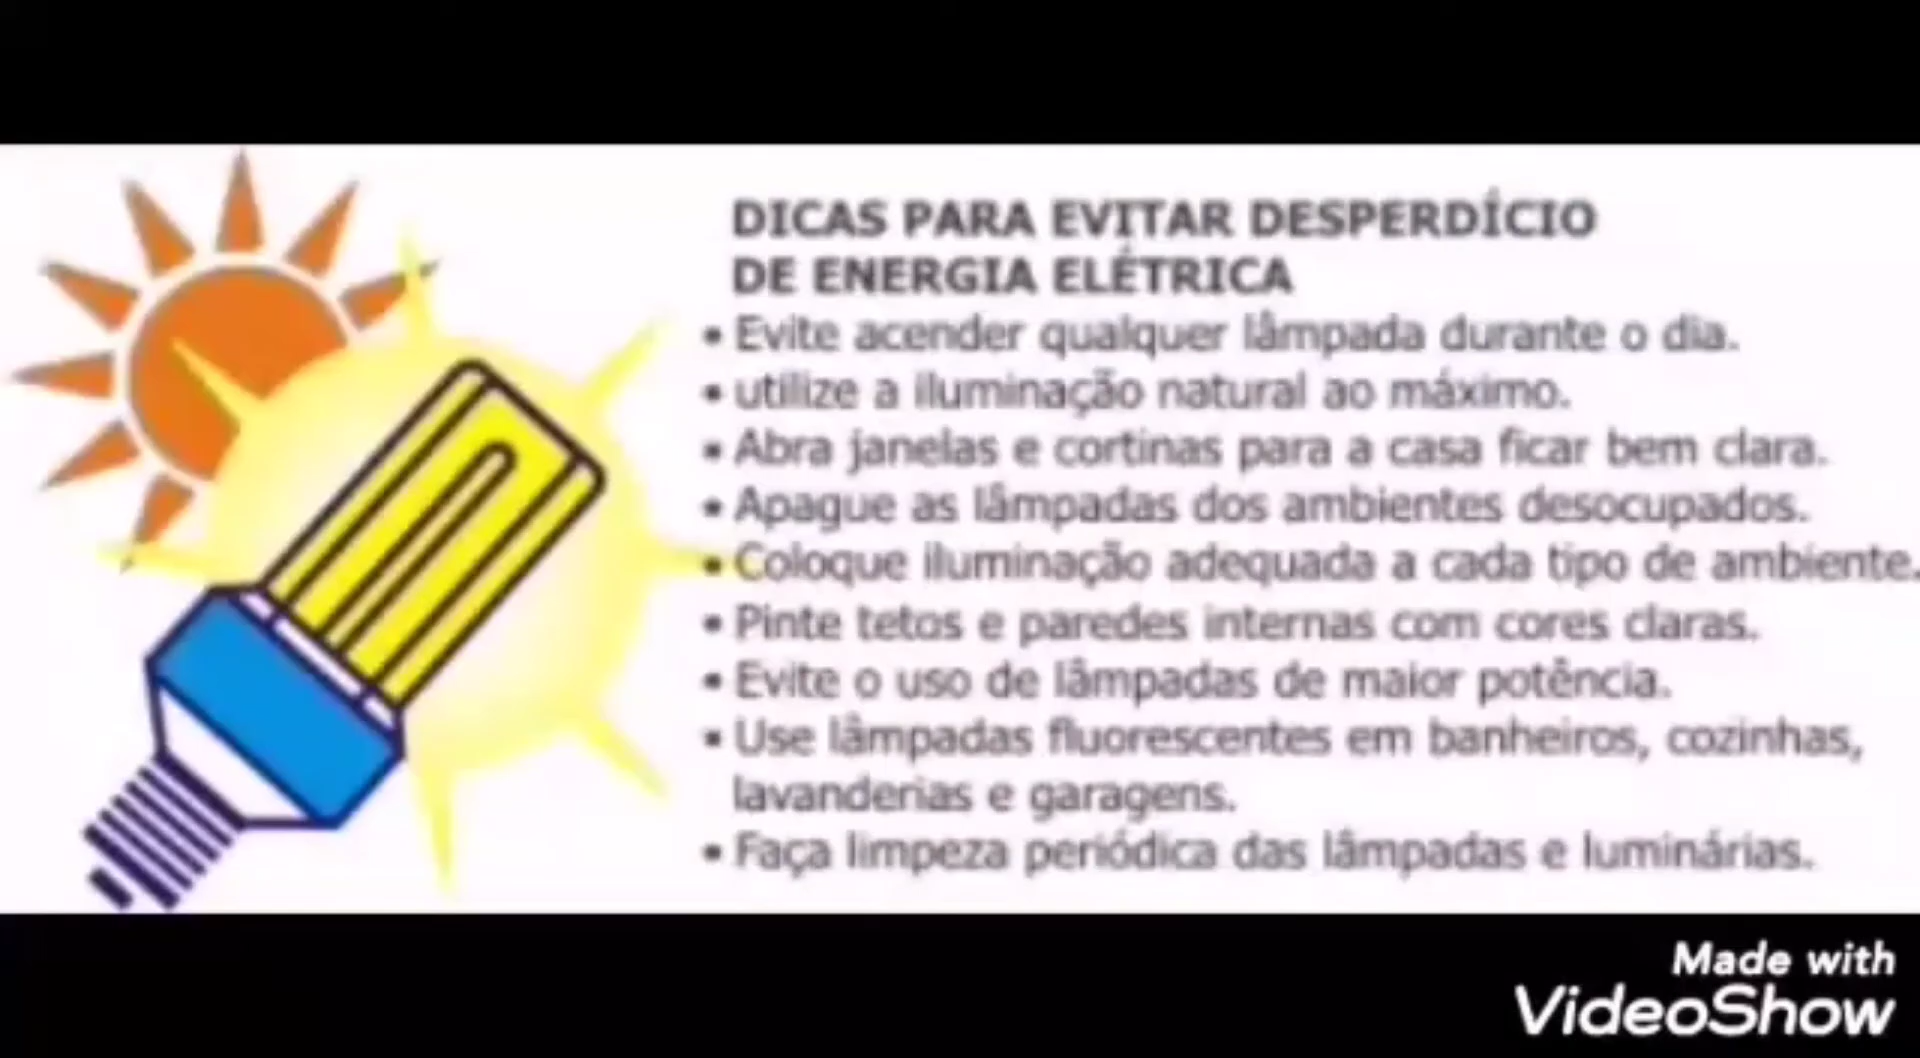 DICAS PARA EVITAR DESPERDÍCIO
DE ENERGIA ELÉTRICA
• Evite acender qualquer lâmpada durante o dia.
• utilize a iluminação natural ao máximo.
• Abra janelas e cortinas para a casa ficar bem clara.
• Apague as lâmpadas dos ambientes desocupados.
• Coloque iluminação adequada a cada tipo de ambiente.
• Pinte tetos e paredes internas com cores claras.
• Evite o uso de lâmpadas de maior potência.
• Use lâmpadas fluorescentes em banheiros, cozinhas,
lavanderias e garagens.
• Faça limpeza periódica das lâmpadas e luminárias.
Made with
VideoShow